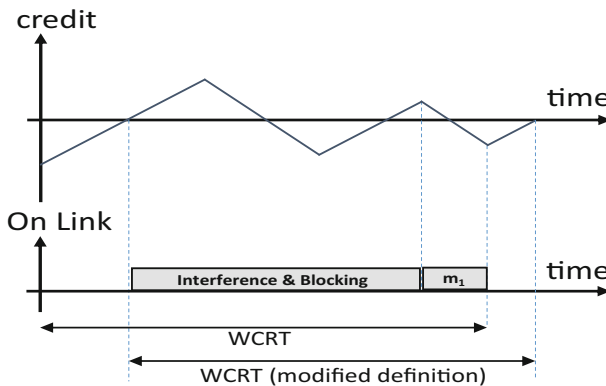 credit
time
On Link
Interference & Blocking
m₁
time
WCRT
WCRT (modified definition)